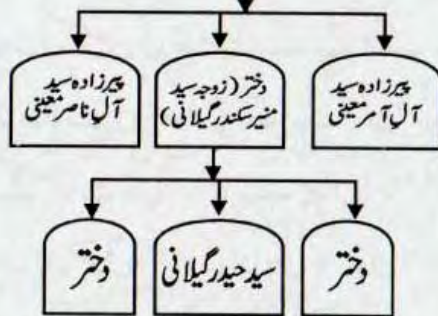 پیرزادہ سید
آلِ آمر معینی
دختر (زوجہ سید
منیر سکندر گیلانی)
پیرزادہ سید
آلِ ناصر معینی
دختر
سید حیدر گیلانی
دختر